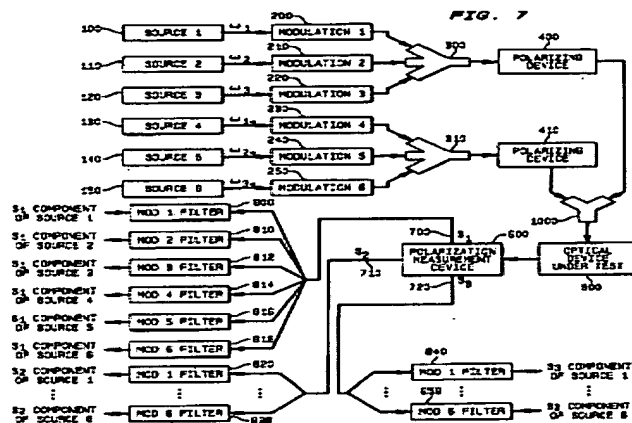 FIG. 7
100
SOURCE 1
ω1
200
MODULATION 1
110
SOURCE 2
ω2
210
MODULATION 2
300
400
POLARIZING
DEVICE
120
SOURCE 3
ω3
220
MODULATION 3
130
SOURCE 4
230
MODULATION 4
140
SOURCE 5
240
MODULATION 5
310
410
POLARIZING
DEVICE
SOURCE 6
250
MODULATION 6
1000
S1 COMPONENT
OF SOURCE 1
MOD 1 FILTER
800
S1 COMPONENT
OF SOURCE 2
MOD 2 FILTER
810
S1 COMPONENT
OF SOURCE 3
MOD 3 FILTER
812
S1 COMPONENT
OF SOURCE 4
MOD 4 FILTER
814
S1 COMPONENT
OF SOURCE 5
MOD 5 FILTER
816
S1 COMPONENT
OF SOURCE 6
MOD 6 FILTER
818
700
S1
S2
710
POLARIZATION
MEASUREMENT
DEVICE
600
720
S3
OPTICAL
DEVICE
UNDER TEST
500
S2 COMPONENT
OF SOURCE 1
MOD 1 FILTER
820
S2 COMPONENT
OF SOURCE 6
MOD 6 FILTER
840
MOD 1 FILTER
S3 COMPONENT
OF SOURCE 1
MOD 6 FILTER
S3 COMPONENT
OF SOURCE 6